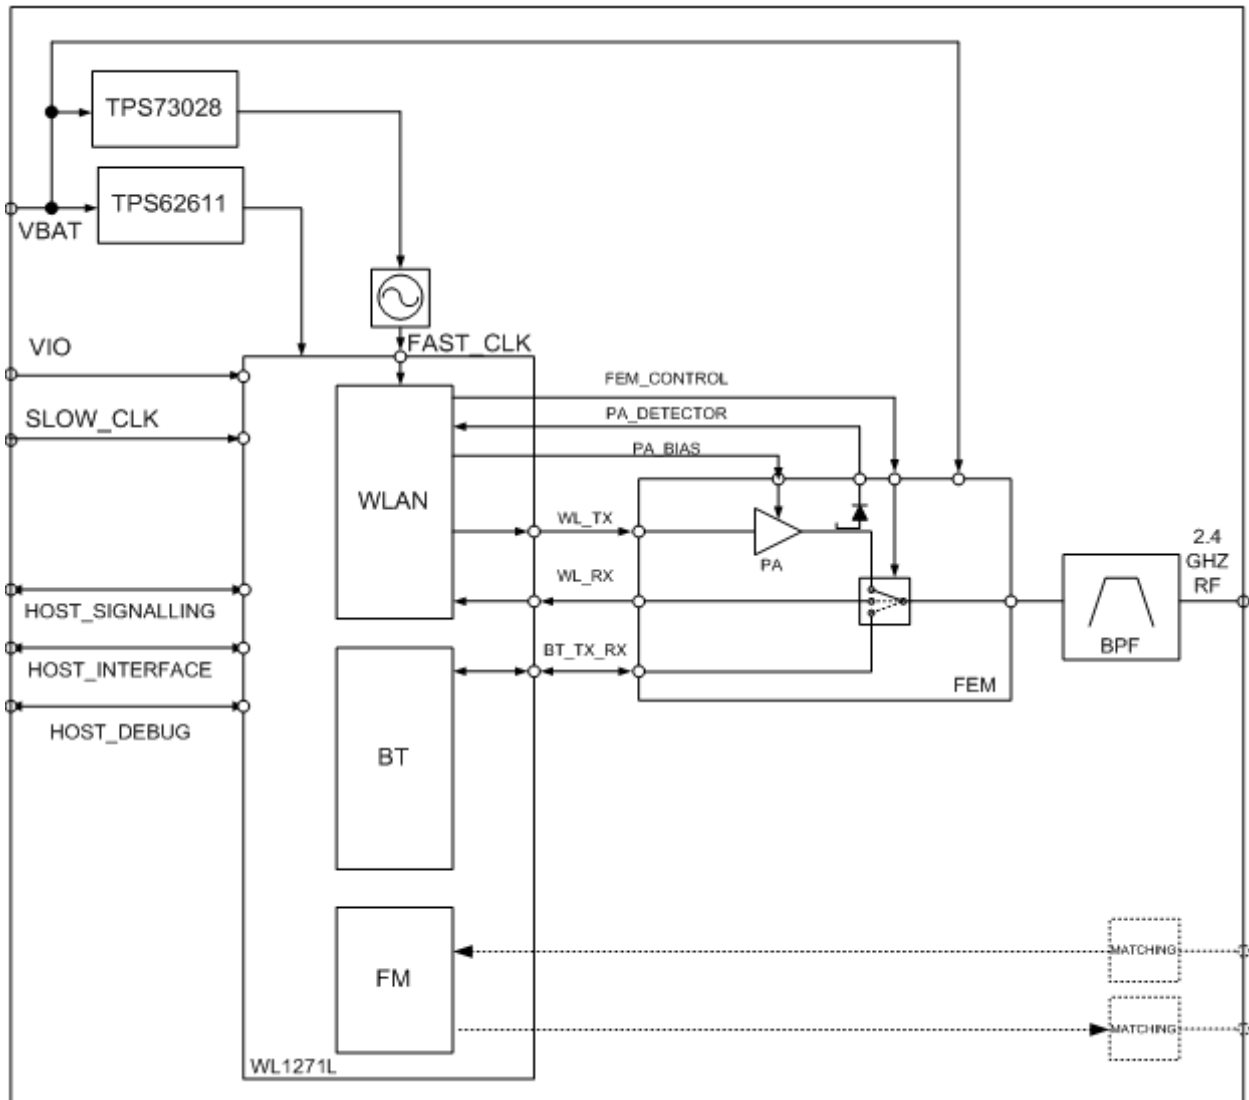 TPS73028
TPS62611
VBAT
FAST_CLK
VIO
FEM_CONTROL
SLOW_CLK
PA_DETECTOR
PA_BIAS
WLAN
WL_TX
PA
2.4
GHZ
RF
WL_RX
HOST_SIGNALLING
BPF
BT_TX_RX
HOST_INTERFACE
FEM
HOST_DEBUG
BT
MATCHING
FM
MATCHING
WL1271L